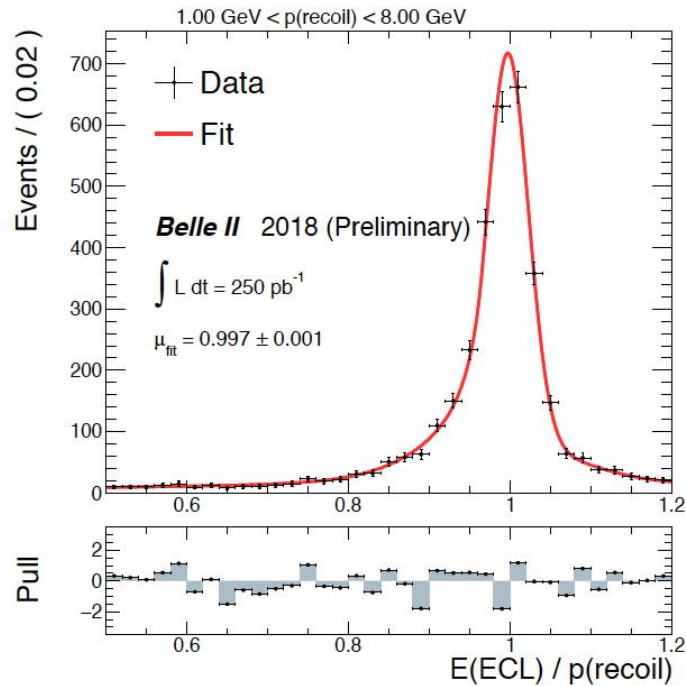 1.00 GeV < p(recoil) < 8.00 GeV
Events / ( 0.02 )
700
600
500
400
300
200
100
0
Data
Fit
Belle II 2018 (Preliminary)
∫ L dt = 250 pb⁻¹
μ_fit = 0.997 ± 0.001
0.6 0.8 1 1.2
Pull
2
0
−2
0.6 0.8 1 1.2
E(ECL) / p(recoil)